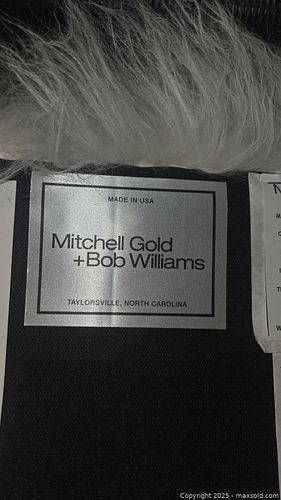 MADE IN USA
Mitchell Gold
+Bob Williams
TAYLORSVILLE, NORTH CAROLINA
Copyright © 2025 - maxsold.com